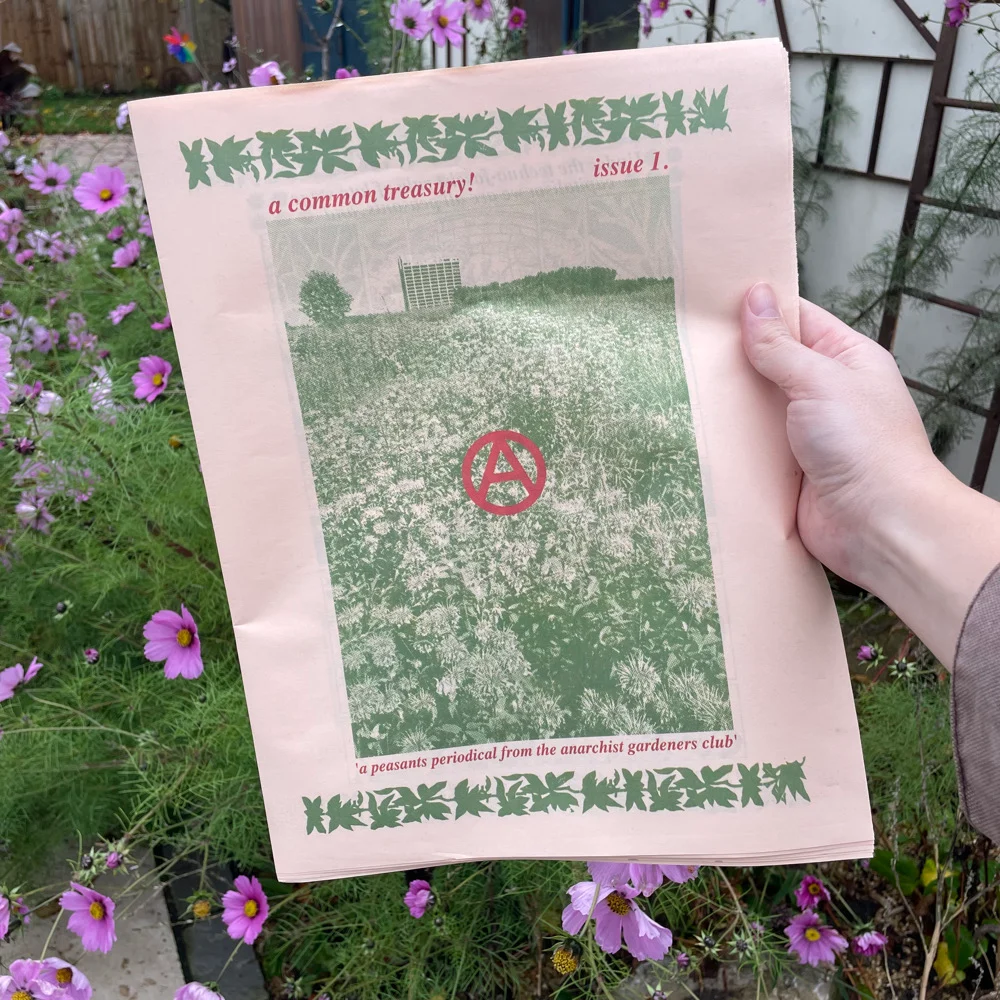 a common treasury! issue 1.
Ⓐ
'a peasants periodical from the anarchist gardeners club'